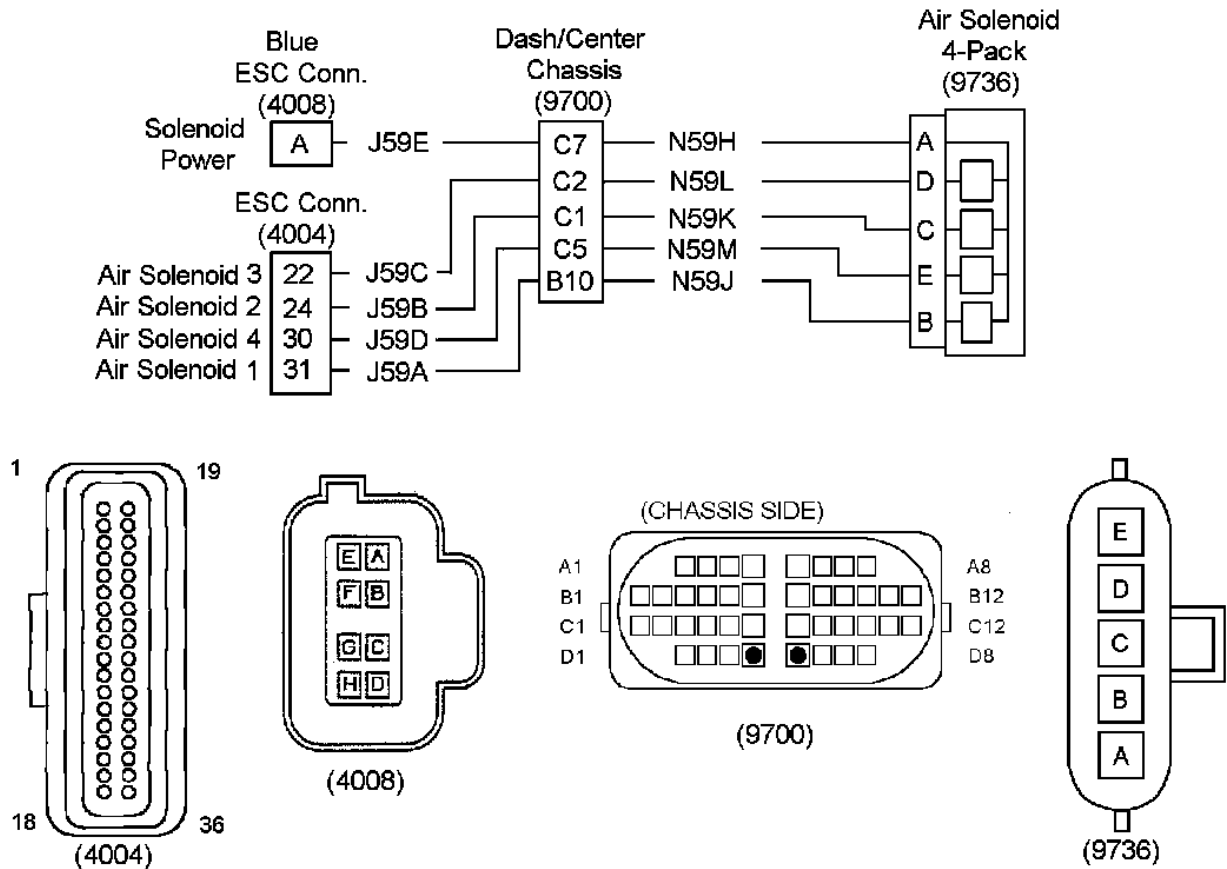 Blue
ESC Conn.
(4008)
Dash/Center
Chassis
(9700)
Air Solenoid
4-Pack
(9736)
Solenoid
Power
A
J59E
C7
N59H
A
C2
N59L
D
ESC Conn.
(4004)
C1
N59K
C
C5
N59M
E
B10
N59J
B
Air Solenoid 3 22 J59C
Air Solenoid 2 24 J59B
Air Solenoid 4 30 J59D
Air Solenoid 1 31 J59A
1 19
18 36
(4004)
E A
F B
G C
H D
(4008)
(CHASSIS SIDE)
A1 A8
B1 B12
C1 C12
D1 D8
(9700)
E
D
C
B
A
(9736)